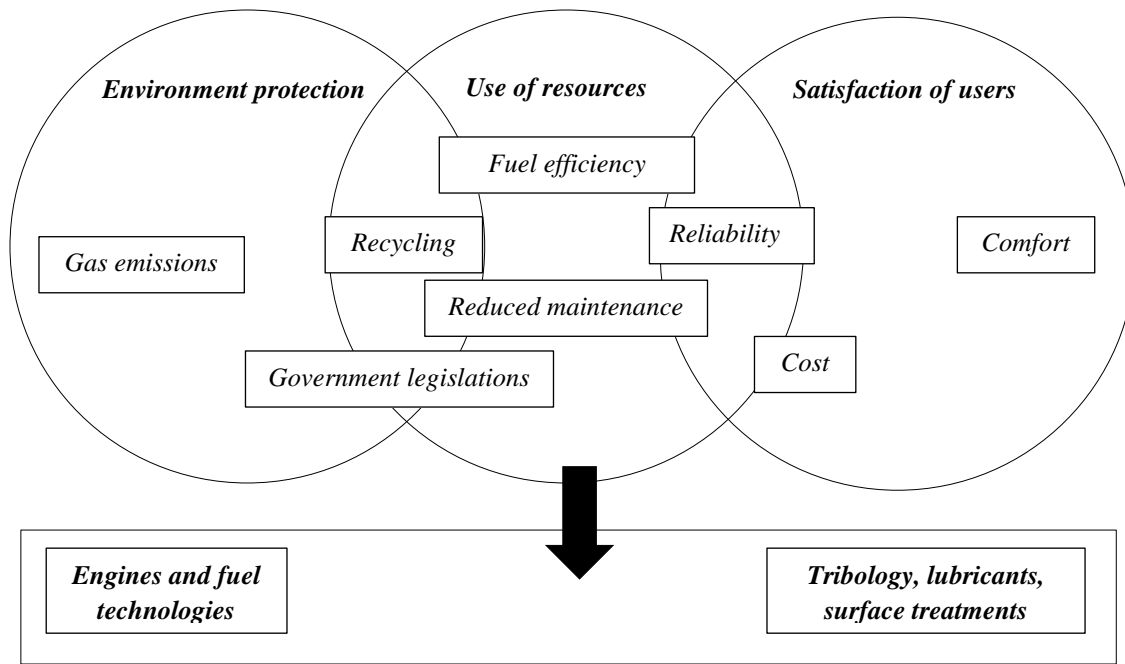 Environment protection
Use of resources
Satisfaction of users
Fuel efficiency
Recycling
Reliability
Comfort
Gas emissions
Reduced maintenance
Government legislations
Cost
Engines and fuel
technologies
Tribology, lubricants,
surface treatments